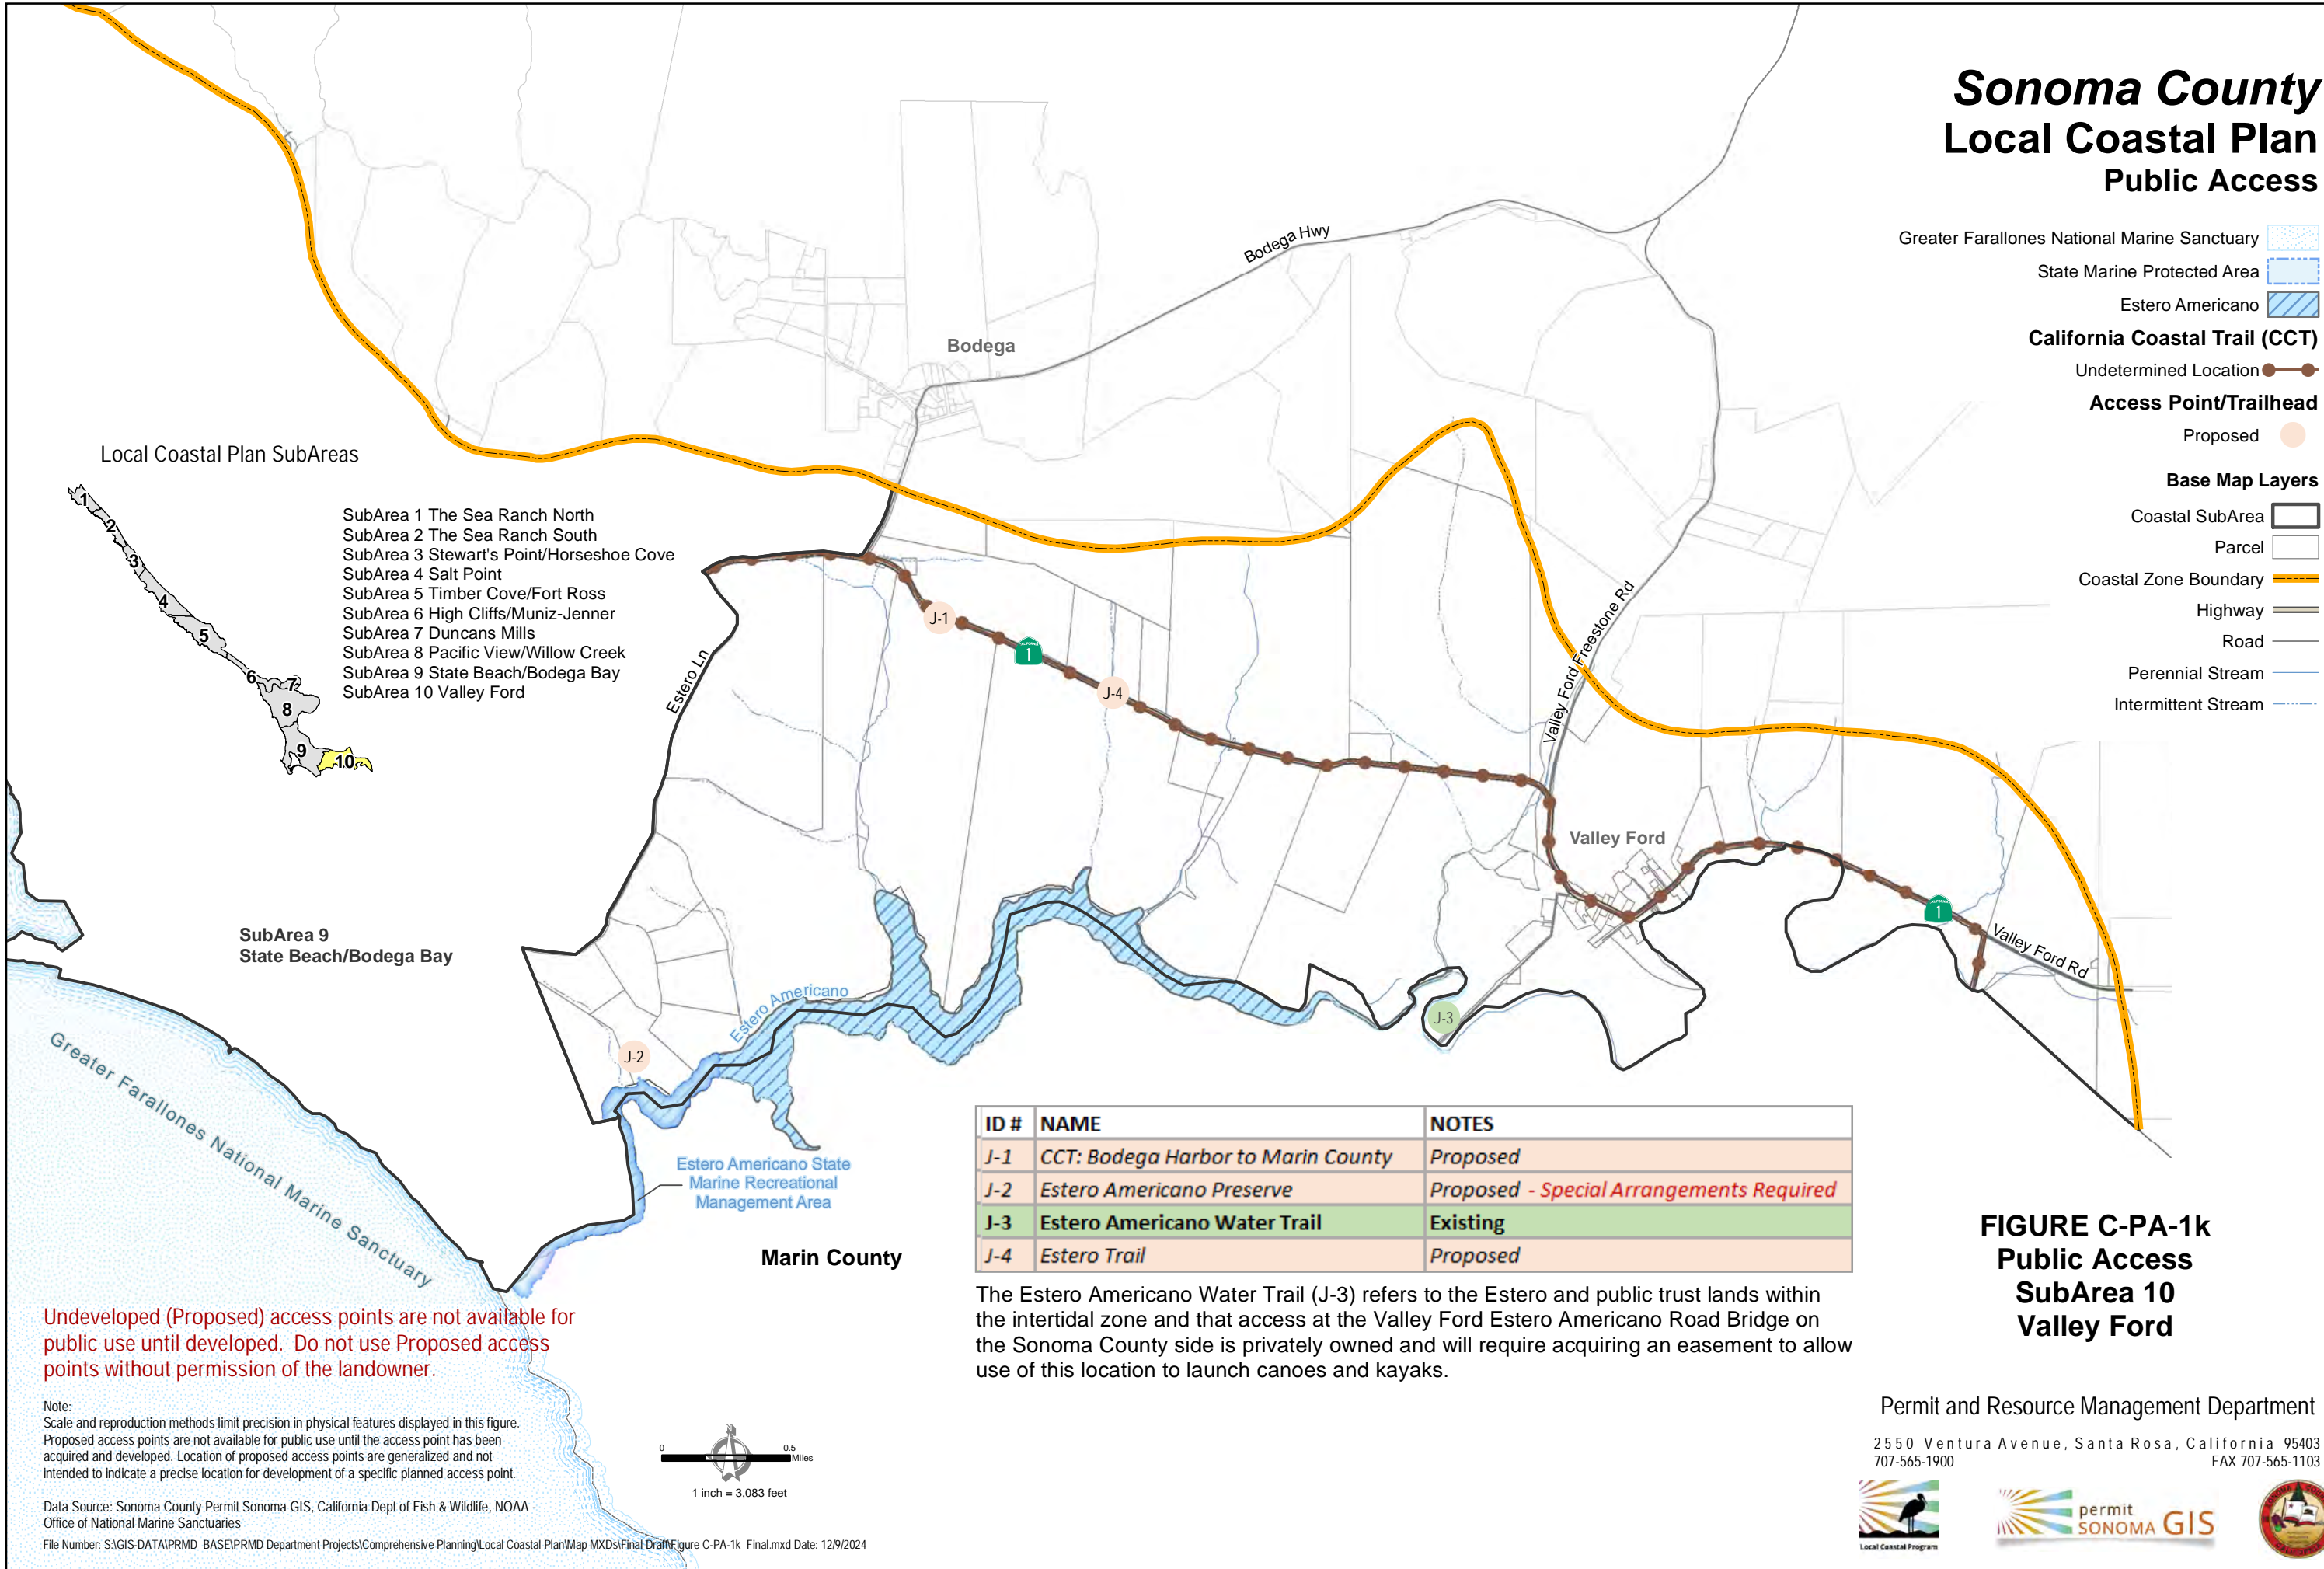 Sonoma County
Local Coastal Plan
Public Access
Greater Farallones National Marine Sanctuary
State Marine Protected Area
Estero Americano
California Coastal Trail (CCT)
Undetermined Location
Access Point/Trailhead
Proposed
Base Map Layers
Coastal SubArea
Parcel
Coastal Zone Boundary
Highway
Road
Perennial Stream
Intermittent Stream
Bodega Hwy
Bodega
Local Coastal Plan SubAreas
1
2
3
4
5
6
7
8
9
10
SubArea 1 The Sea Ranch North
SubArea 2 The Sea Ranch South
SubArea 3 Stewart's Point/Horseshoe Cove
SubArea 4 Salt Point
SubArea 5 Timber Cove/Fort Ross
SubArea 6 High Cliffs/Muniz-Jenner
SubArea 7 Duncans Mills
SubArea 8 Pacific View/Willow Creek
SubArea 9 State Beach/Bodega Bay
SubArea 10 Valley Ford
J-1
1
J-4
Estero Ln
Valley Ford Freestone Rd
Valley Ford
1
Valley Ford Rd
SubArea 9
State Beach/Bodega Bay
Estero Americano
J-3
J-2
Greater Farallones National Marine Sanctuary
Estero Americano State
Marine Recreational
Management Area
Marin County
ID # NAME NOTES
J-1 CCT: Bodega Harbor to Marin County Proposed
J-2 Estero Americano Preserve Proposed - Special Arrangements Required
J-3 Estero Americano Water Trail Existing
J-4 Estero Trail Proposed
The Estero Americano Water Trail (J-3) refers to the Estero and public trust lands within
the intertidal zone and that access at the Valley Ford Estero Americano Road Bridge on
the Sonoma County side is privately owned and will require acquiring an easement to allow
use of this location to launch canoes and kayaks.
FIGURE C-PA-1k
Public Access
SubArea 10
Valley Ford
Undeveloped (Proposed) access points are not available for
public use until developed. Do not use Proposed access
points without permission of the landowner.
Note:
Scale and reproduction methods limit precision in physical features displayed in this figure.
Proposed access points are not available for public use until the access point has been
acquired and developed. Location of proposed access points are generalized and not
intended to indicate a precise location for development of a specific planned access point.
Data Source: Sonoma County Permit Sonoma GIS, California Dept of Fish & Wildlife, NOAA -
Office of National Marine Sanctuaries
File Number: S:\GIS-DATA\PRMD_BASE\PRMD Department Projects\Comprehensive Planning\Local Coastal Plan\Map MXDs\Final Draft\Figure C-PA-1k_Final.mxd Date: 12/9/2024
0 0.5
Miles
1 inch = 3,083 feet
Permit and Resource Management Department
2550 Ventura Avenue, Santa Rosa, California 95403
707-565-1900 FAX 707-565-1103
Local Coastal Program
permit
SONOMA GIS